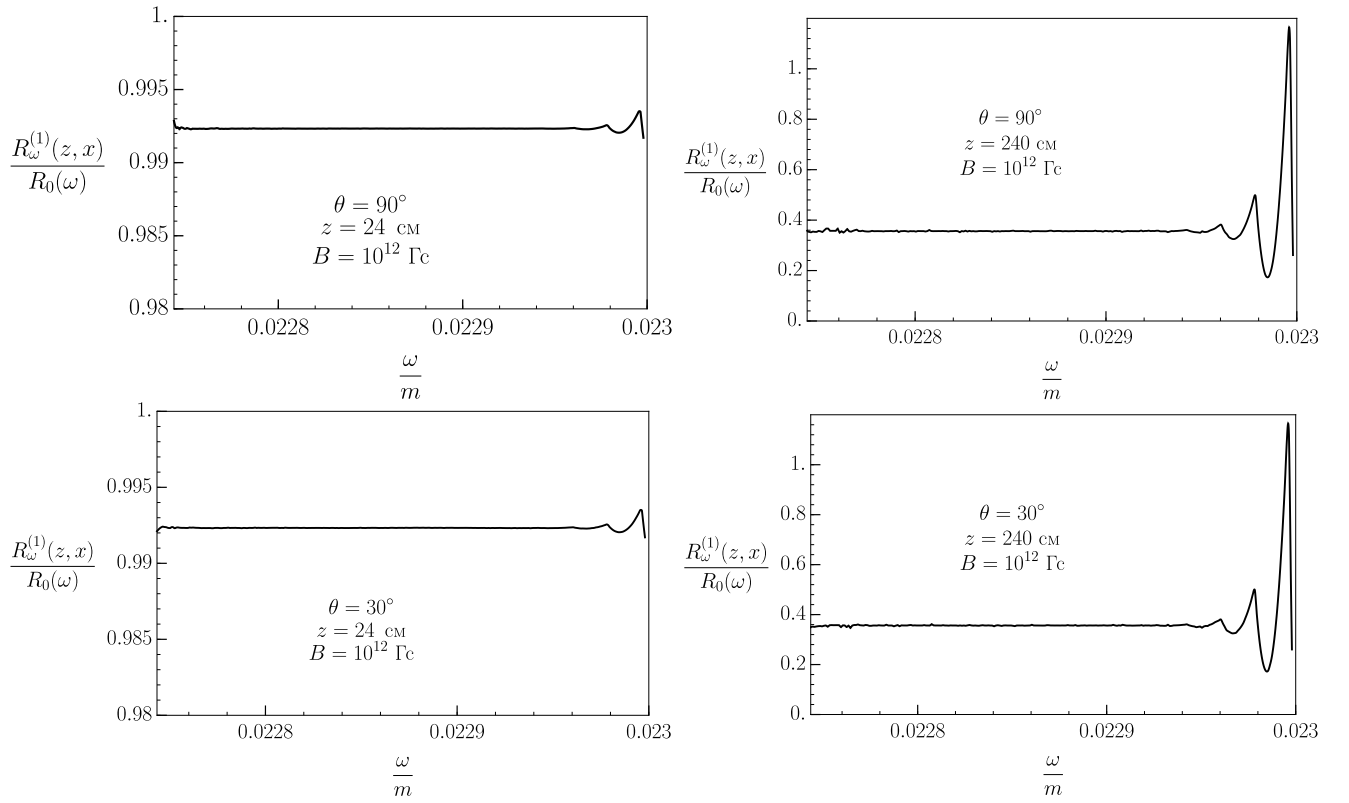 1.
0.995
0.99
0.985
0.98
R_ω^{(1)}(z, x)
R_0(ω)
θ = 90°
z = 24 см
B = 10^{12} Гс
0.0228
0.0229
0.023
ω
m
1.
0.8
0.6
0.4
0.2
0.
R_ω^{(1)}(z, x)
R_0(ω)
θ = 90°
z = 240 см
B = 10^{12} Гс
0.0228
0.0229
0.023
ω
m
1.
0.995
0.99
0.985
0.98
R_ω^{(1)}(z, x)
R_0(ω)
θ = 30°
z = 24 см
B = 10^{12} Гс
0.0228
0.0229
0.023
ω
m
1.
0.8
0.6
0.4
0.2
0.
R_ω^{(1)}(z, x)
R_0(ω)
θ = 30°
z = 240 см
B = 10^{12} Гс
0.0228
0.0229
0.023
ω
m